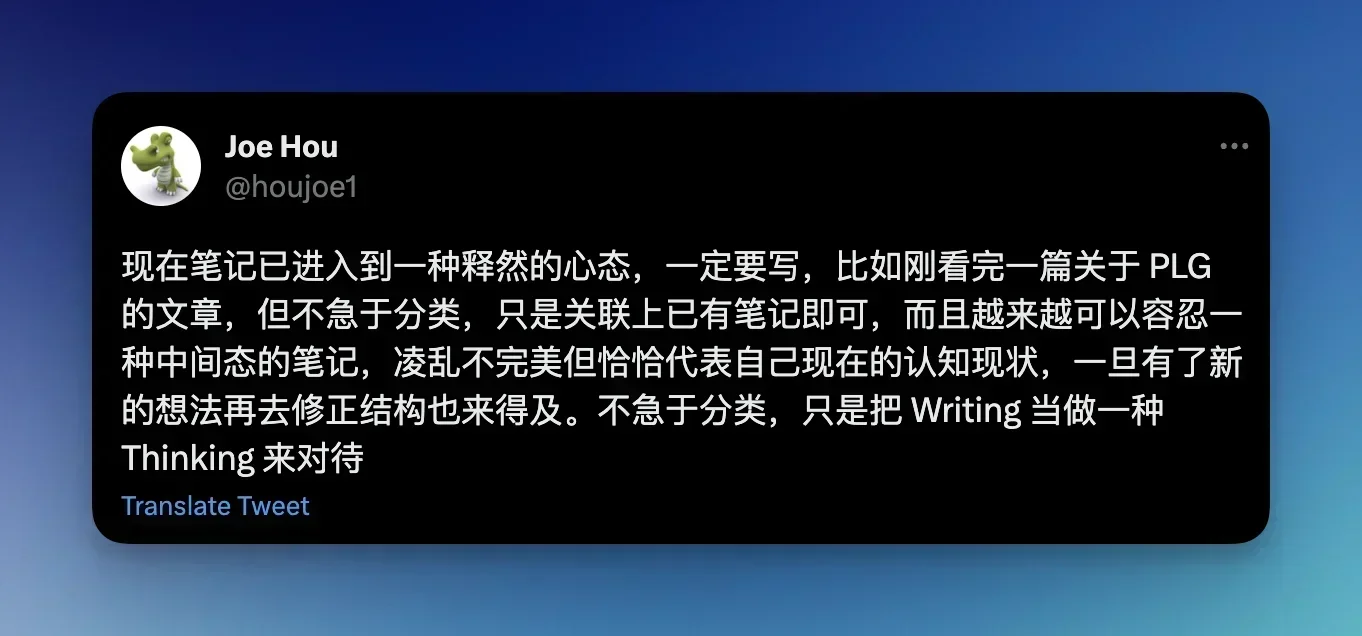 Joe Hou
@houjoe1
现在笔记已进入到一种释然的心态，一定要写，比如刚看完一篇关于 PLG
的文章，但不急于分类，只是关联上已有笔记即可，而且越来越可以容忍一
种中间态的笔记，凌乱不完美但恰恰代表自己现在的认知现状，一旦有了新
的想法再去修正结构也来得及。不急于分类，只是把 Writing 当做一种
Thinking 来对待
Translate Tweet